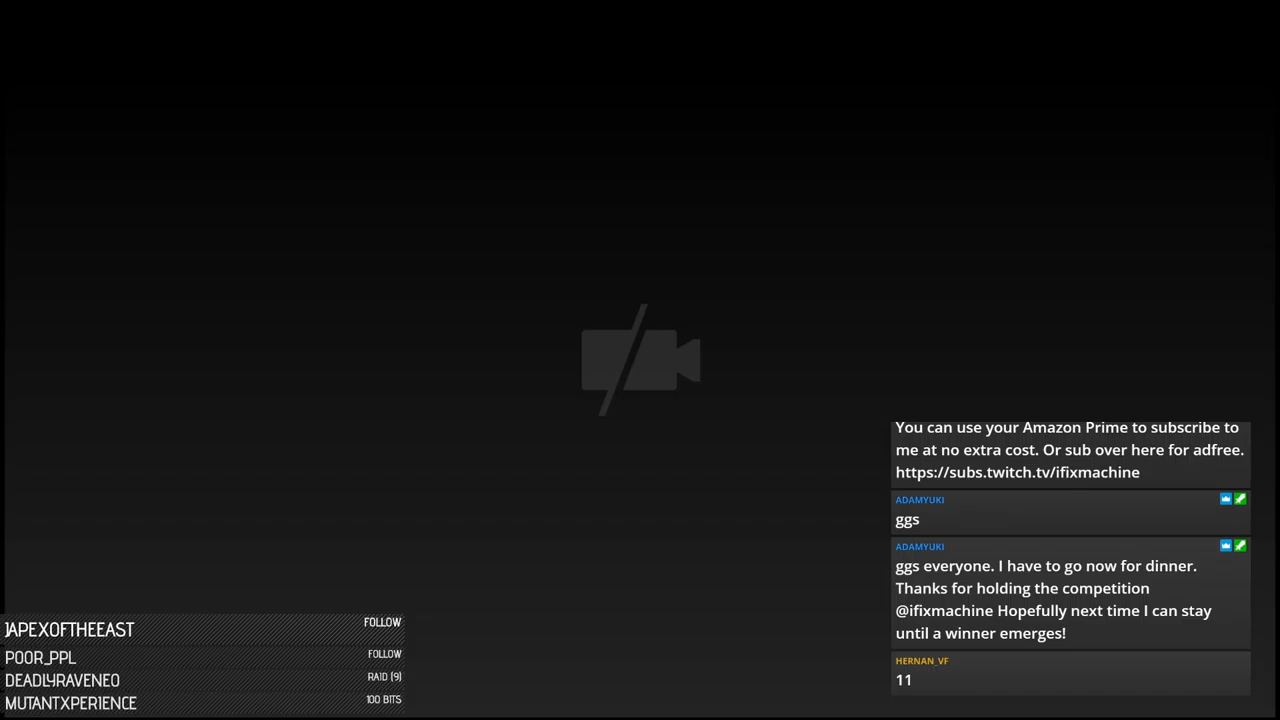 You can use your Amazon Prime to subscribe to
me at no extra cost. Or sub over here for adfree.
https://subs.twitch.tv/ifixmachine
ADAMYUKI
ggs
ADAMYUKI
ggs everyone. I have to go now for dinner.
Thanks for holding the competition
@ifixmachine Hopefully next time I can stay
until a winner emerges!
HERNAN_VF
11
JAPEXOFTHEEAST FOLLOW
POOR_PPL FOLLOW
DEADLYRAVENEO RAID (9)
MUTANTXPERIENCE 100 BITS